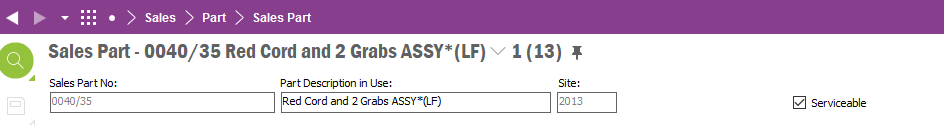 Sales Part Sales Part
Sales Part - 0040/35 Red Cord and 2 Grabs ASSY*(LF) 1 (13)
Sales Part No: Part Description in Use: Site:
0040/35 Red Cord and 2 Grabs ASSY*(LF) 2013 Serviceable